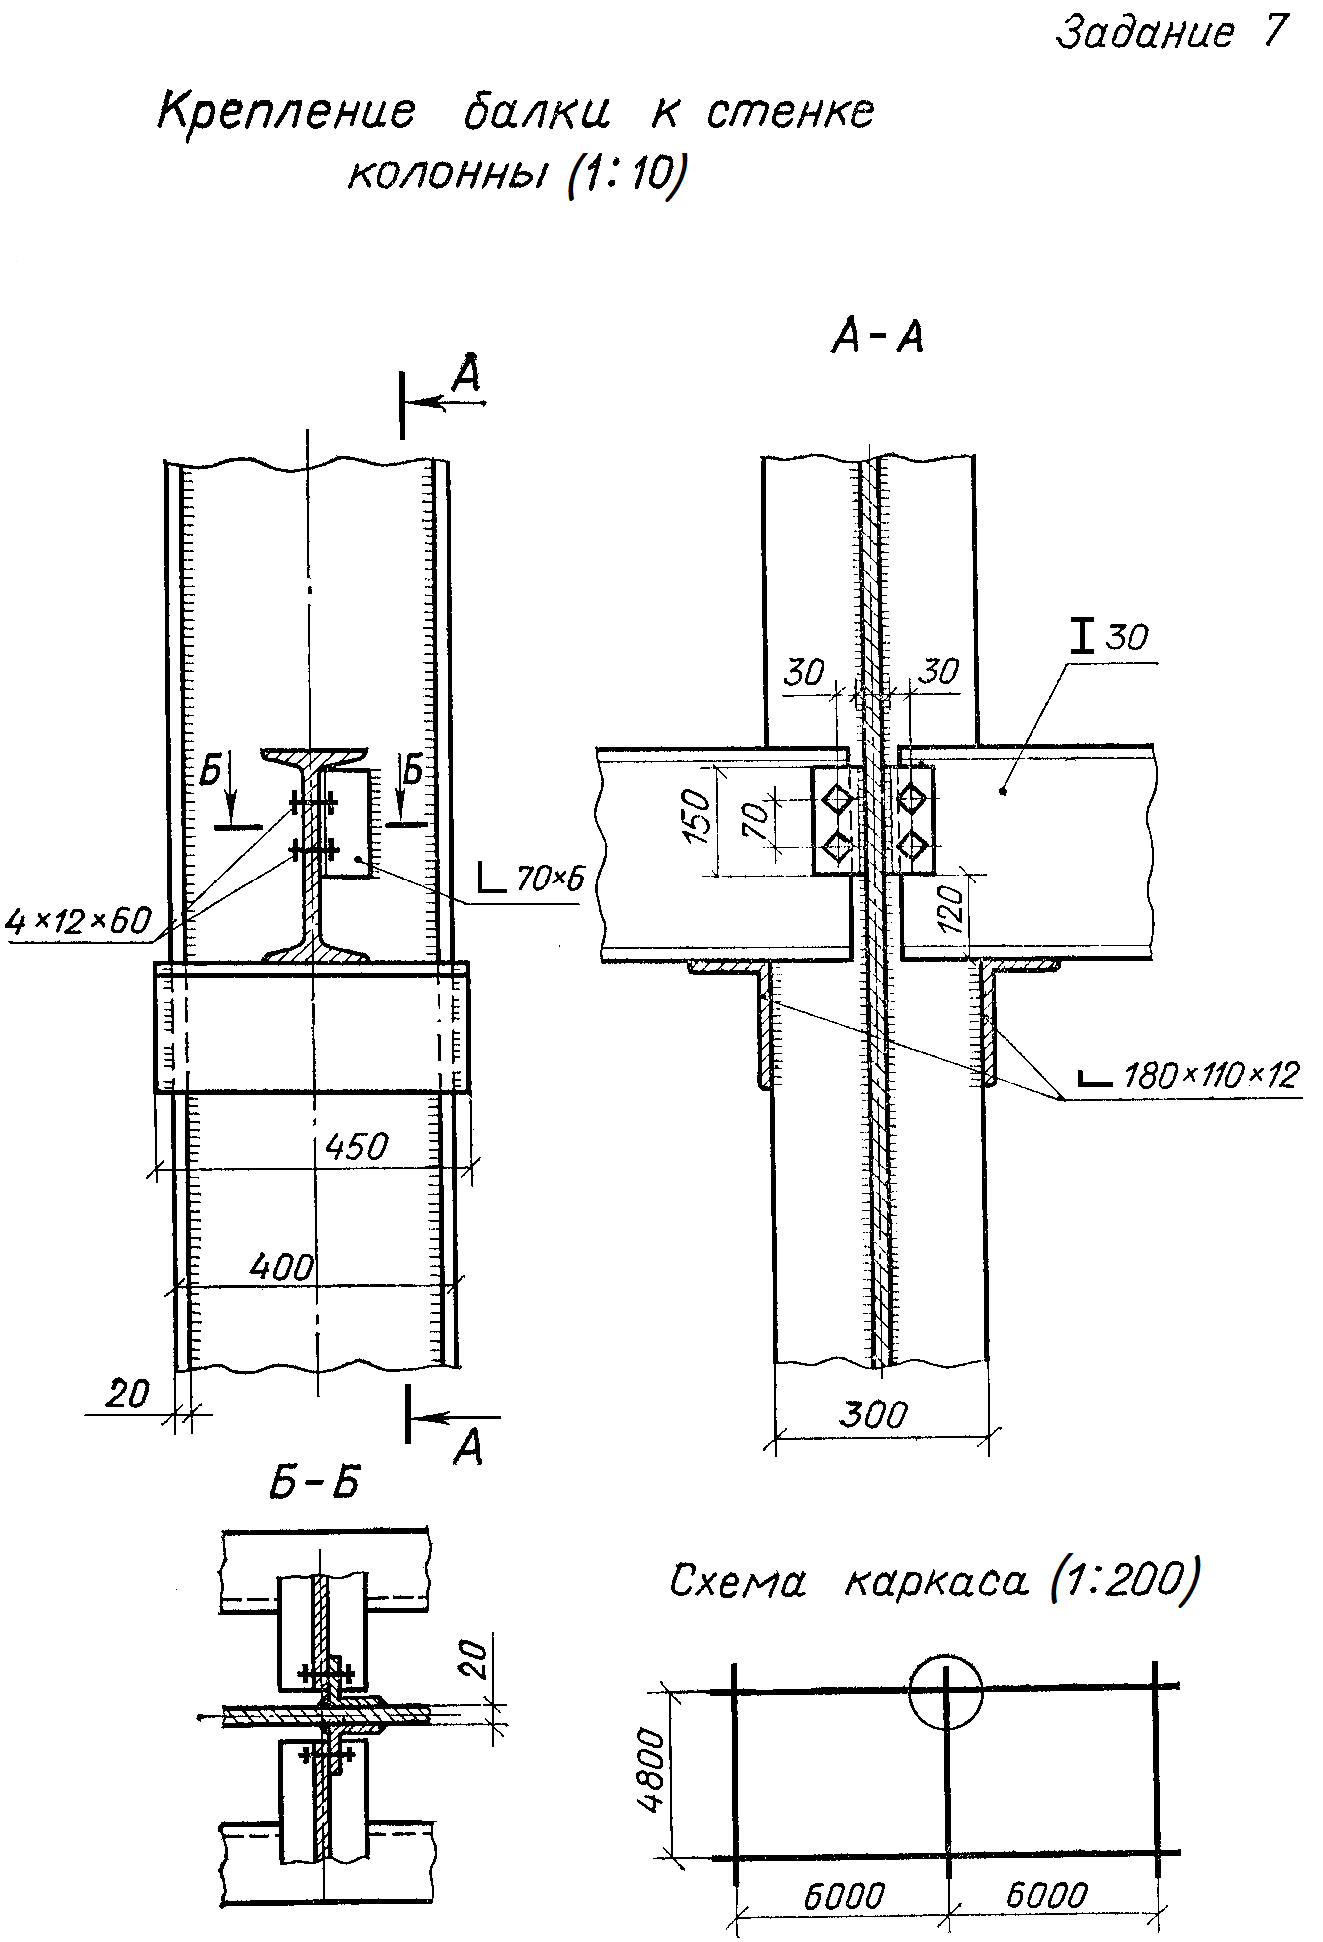 Задание 7
Крепление балки к стенке
колонны (1:10)
А-А
А
I 30
30
30
Б
Б
150
70
∟70×6
4×12×60
120
∟180×110×12
450
400
20
300
А
Б-Б
20
Схема каркаса (1:200)
4800
6000
6000